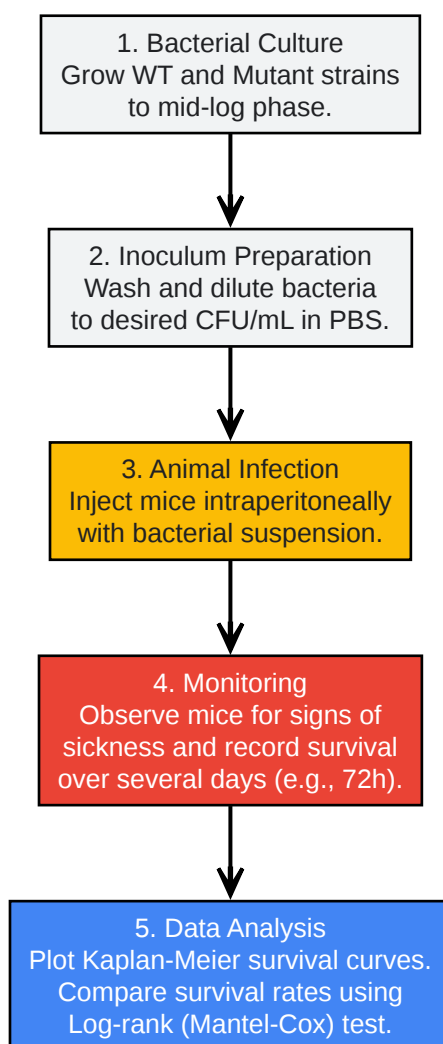 1. Bacterial Culture
Grow WT and Mutant strains
to mid-log phase.
2. Inoculum Preparation
Wash and dilute bacteria
to desired CFU/mL in PBS.
3. Animal Infection
Inject mice intraperitoneally
with bacterial suspension.
4. Monitoring
Observe mice for signs of
sickness and record survival
over several days (e.g., 72h).
5. Data Analysis
Plot Kaplan-Meier survival curves.
Compare survival rates using
Log-rank (Mantel-Cox) test.